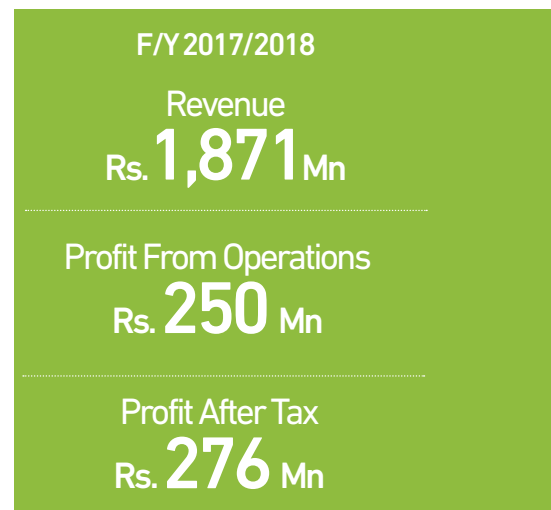 F/Y 2017/2018
Revenue
Rs. 1,871 Mn
Profit From Operations
Rs. 250 Mn
Profit After Tax
Rs. 276 Mn